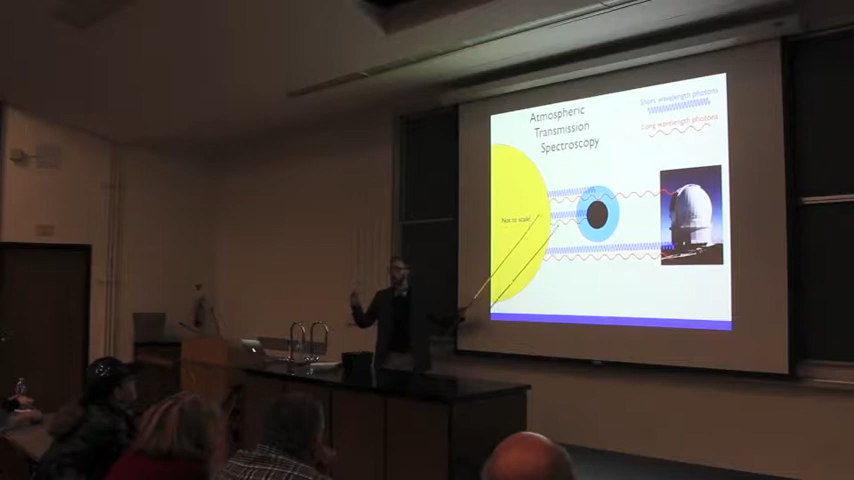 Atmospheric
Transmission
Spectroscopy
Short wavelength photons
Long wavelength photons
Not to scale!